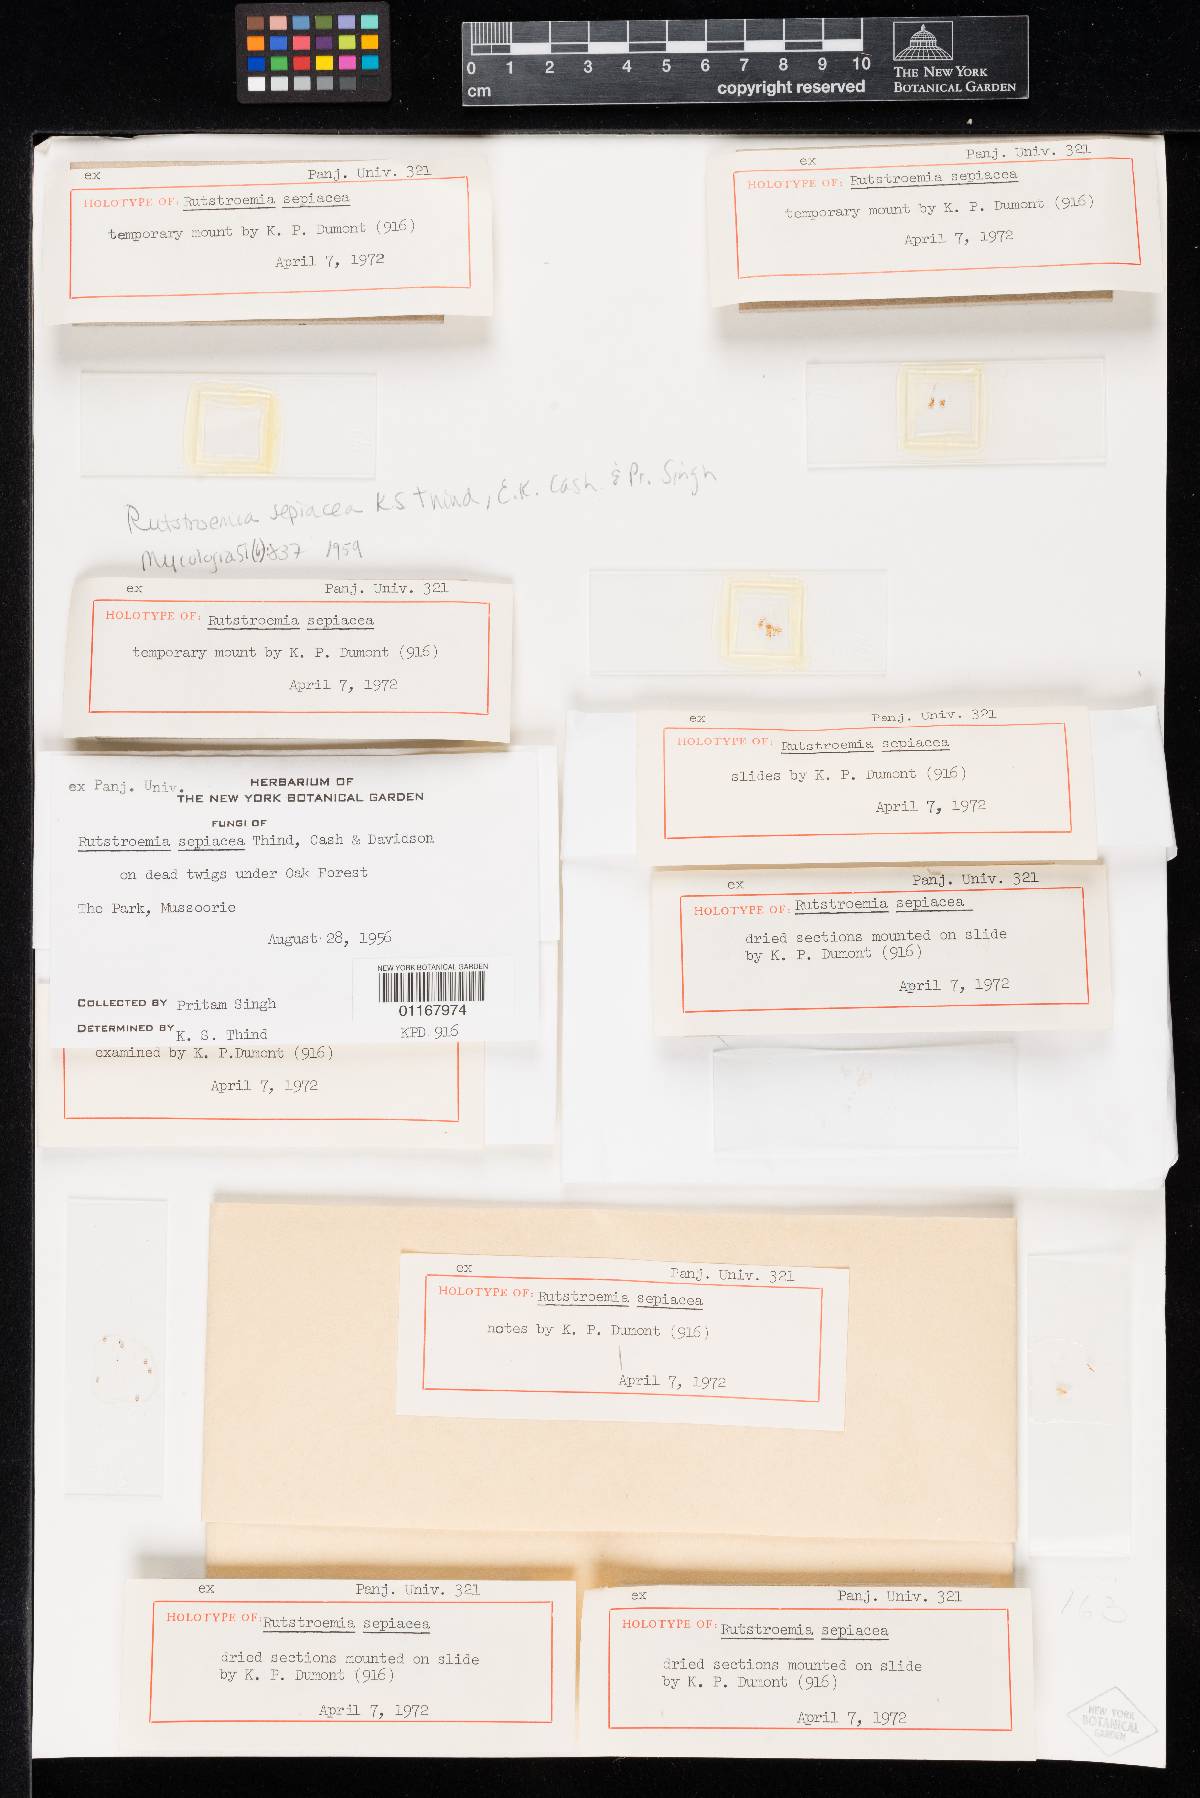 0 1 2 3 4 5 6 7 8 9 10
cm
copyright reserved
THE NEW YORK
BOTANICAL GARDEN
ex Panj. Univ. 321
HOLOTYPE OF: Rutstroemia sepiacea
temporary mount by K. P. Dumont (916)
April 7, 1972
ex Panj. Univ. 321
HOLOTYPE OF: Rutstroemia sepiacea
temporary mount by K. P. Dumont (916)
April 7, 1972
Rutstroemia sepiacea KS Thind, E.K. Cash & Pr. Singh
Mycologia 51(6):837 1959
ex Panj. Univ. 321
HOLOTYPE OF: Rutstroemia sepiacea
temporary mount by K. P. Dumont (916)
April 7, 1972
ex Panj. Univ.
HERBARIUM OF
THE NEW YORK BOTANICAL GARDEN
FUNGI OF
Rutstroemia sepiacea Thind, Cash & Davidson
on dead twigs under Oak Forest
The Park, Mussoorie
August 28, 1956
NEW YORK BOTANICAL GARDEN
01167974
COLLECTED BY Pritam Singh
DETERMINED BY K. S. Thind
KPD 916
examined by K. P.Dumont (916)
April 7, 1972
ex Panj. Univ. 321
HOLOTYPE OF: Rutstroemia sepiacea
slides by K. P. Dumont (916)
April 7, 1972
ex Panj. Univ. 321
HOLOTYPE OF: Rutstroemia sepiacea
dried sections mounted on slide
by K. P. Dumont (916)
April 7, 1972
ex Panj. Univ. 321
HOLOTYPE OF: Rutstroemia sepiacea
notes by K. P. Dumont (916)
April 7, 1972
ex Panj. Univ. 321
HOLOTYPE OF: Rutstroemia sepiacea
dried sections mounted on slide
by K. P. Dumont (916)
April 7, 1972
ex Panj. Univ. 321
HOLOTYPE OF: Rutstroemia sepiacea
dried sections mounted on slide
by K. P. Dumont (916)
April 7, 1972
163
NEW YORK
BOTANICAL
GARDEN